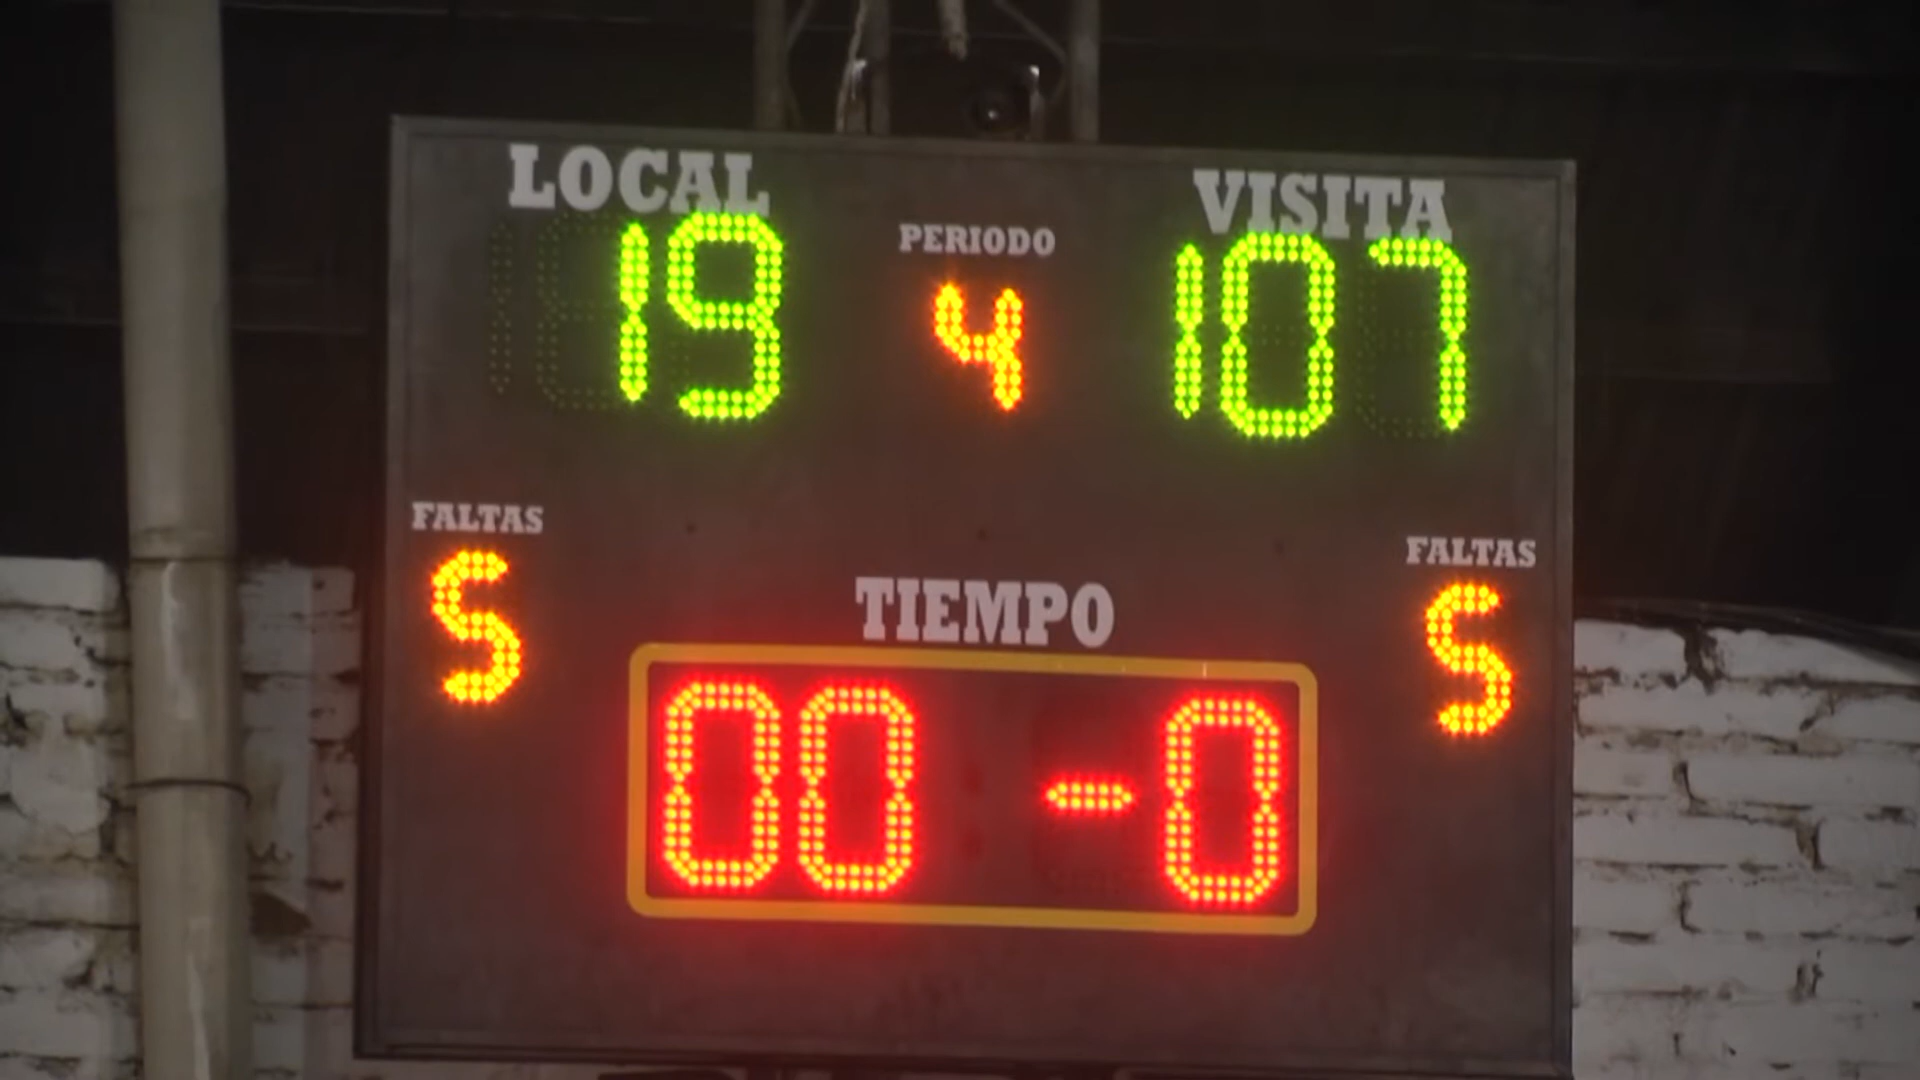 LOCAL VISITA
19 PERIODO 107
4
FALTAS FALTAS
5 TIEMPO 5
00 -0